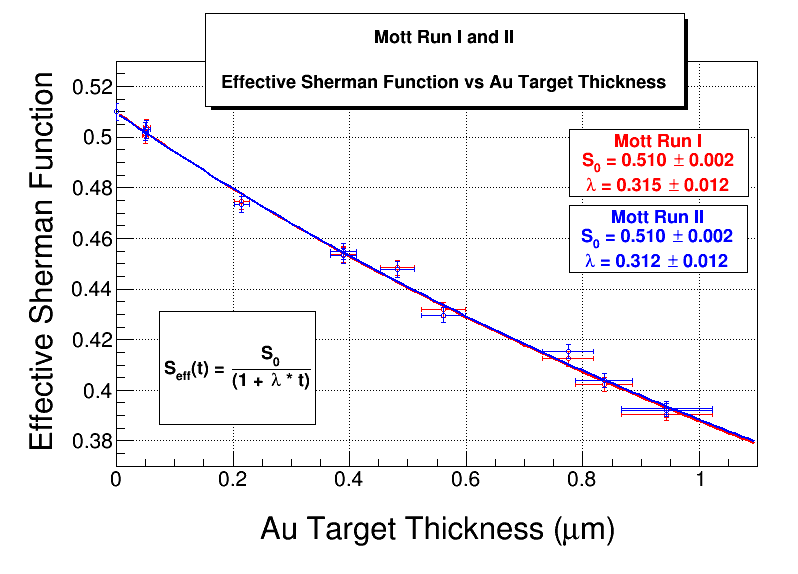 Mott Run I and II
Effective Sherman Function vs Au Target Thickness
Effective Sherman Function
0.52
0.5
0.48
0.46
0.44
0.42
0.4
0.38
Mott Run I
S0 = 0.510 ± 0.002
λ = 0.315 ± 0.012
Mott Run II
S0 = 0.510 ± 0.002
λ = 0.312 ± 0.012
Seff(t) = S0 / (1 + λ * t)
0 0.2 0.4 0.6 0.8 1
Au Target Thickness (μm)